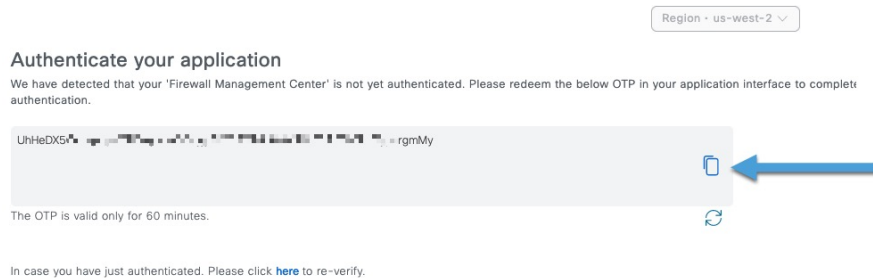 Region • us-west-2
Authenticate your application
We have detected that your 'Firewall Management Center' is not yet authenticated. Please redeem the below OTP in your application interface to complete
authentication.
UhHeDX5 rgmMy
The OTP is valid only for 60 minutes.
In case you have just authenticated. Please click here to re-verify.